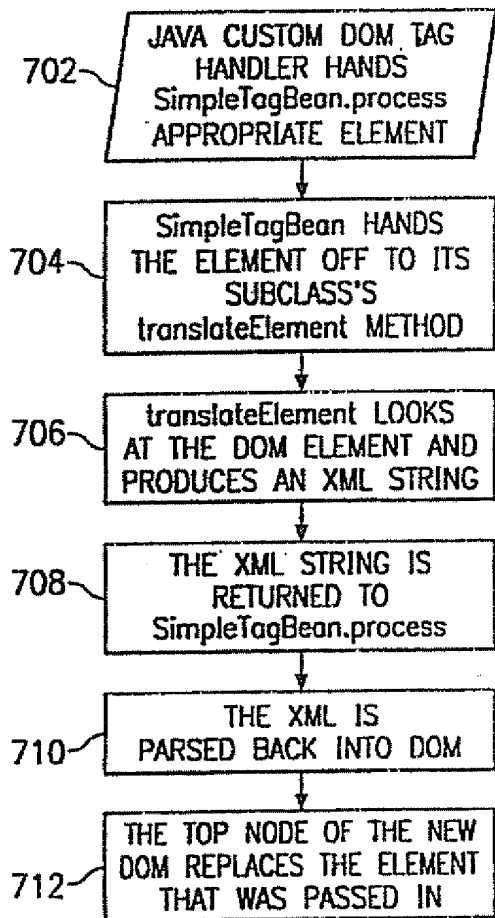 702
JAVA CUSTOM DOM TAG
HANDLER HANDS
SimpleTagBean.process
APPROPRIATE ELEMENT
704
SimpleTagBean HANDS
THE ELEMENT OFF TO ITS
SUBCLASS'S
translateElement METHOD
706
translateElement LOOKS
AT THE DOM ELEMENT AND
PRODUCES AN XML STRING
708
THE XML STRING IS
RETURNED TO
SimpleTagBean.process
710
THE XML IS
PARSED BACK INTO DOM
712
THE TOP NODE OF THE NEW
DOM REPLACES THE ELEMENT
THAT WAS PASSED IN